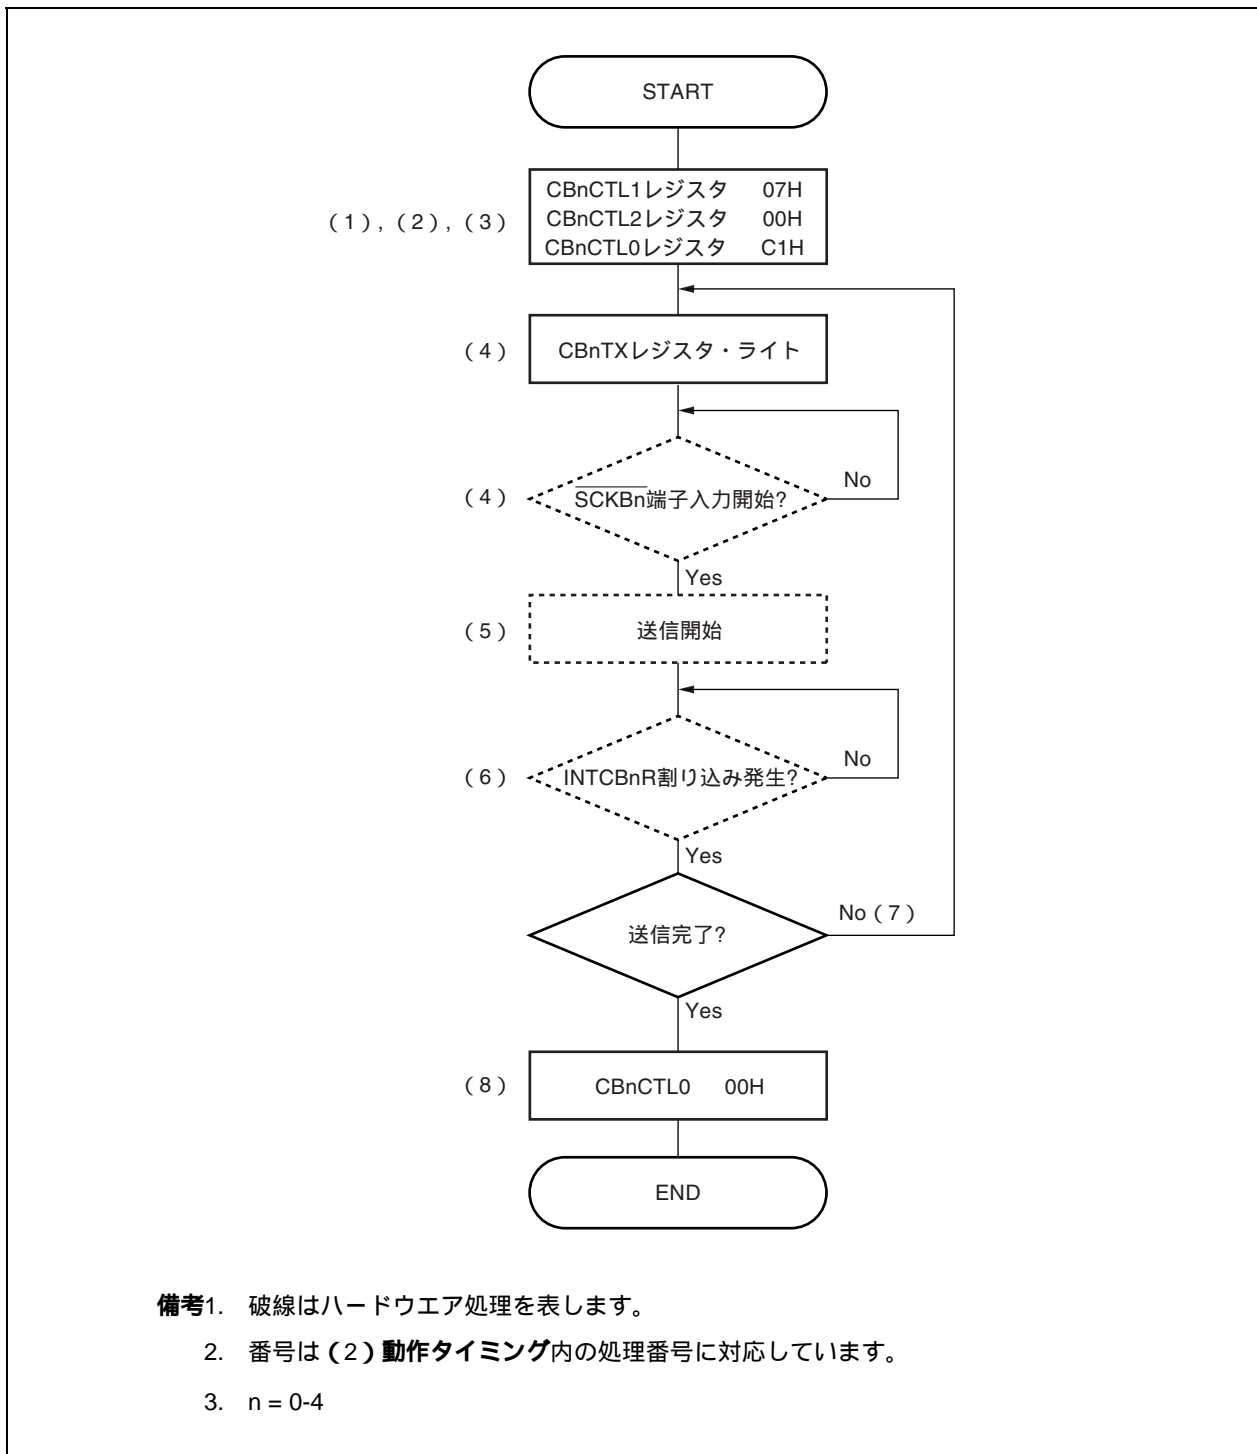 START
CBnCTL1レジスタ 07H
(1), (2), (3) CBnCTL2レジスタ 00H
CBnCTL0レジスタ C1H
(4) CBnTXレジスタ・ライト
(4) SCKBn端子入力開始? No
Yes
(5) 送信開始
(6) INTCBnR割り込み発生? No
Yes
送信完了? No(7)
Yes
(8) CBnCTL0 00H
END
備考1. 破線はハードウエア処理を表します。
2. 番号は(2)動作タイミング内の処理番号に対応しています。
3. n = 0-4